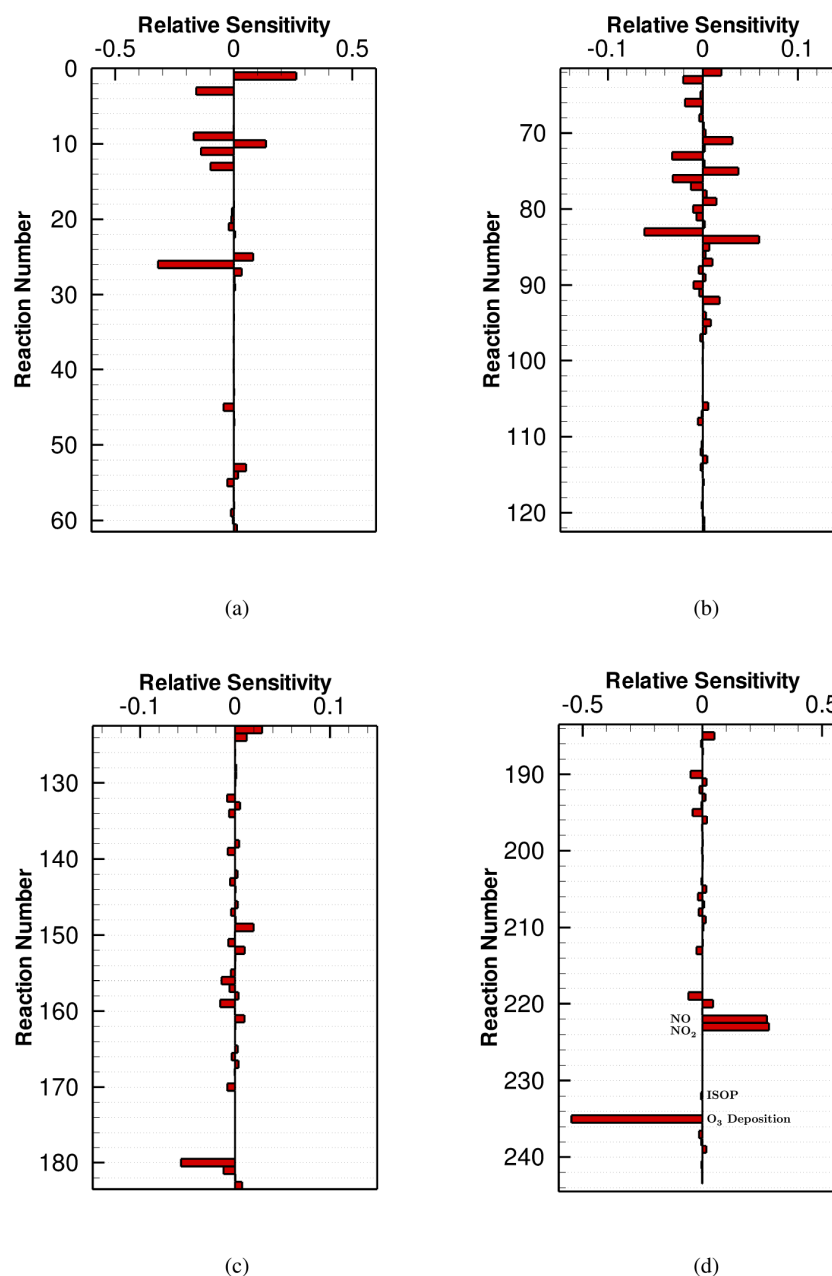 Relative Sensitivity
-0.5 0 0.5
0
10
20
30
40
50
60
Reaction Number
(a)
Relative Sensitivity
-0.1 0 0.1
70
80
90
100
110
120
Reaction Number
(b)
Relative Sensitivity
-0.1 0 0.1
130
140
150
160
170
180
Reaction Number
(c)
Relative Sensitivity
-0.5 0 0.5
190
200
210
220
230
240
Reaction Number
NO
NO₂
ISOP
O₃ Deposition
(d)